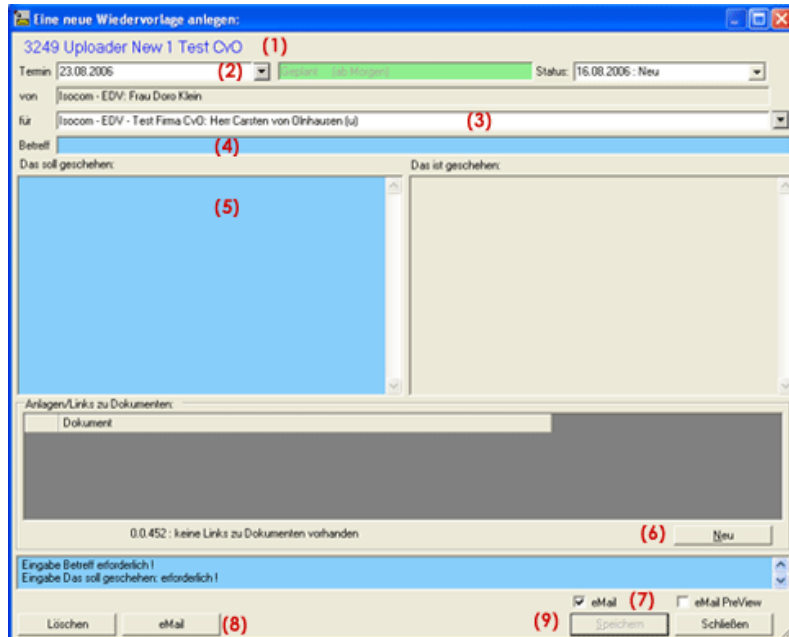 Eine neue Wiedervorlage anlegen:
3249 Uploader New 1 Test CvO (1)
Termin 23.08.2006 (2) Geplant (ab Morgen) Status: 16.08.2006 : Neu
von Isocom - EDV: Frau Doro Klein
für Isocom - EDV - Test Firma CvO: Herr Carsten von Olnhausen (u) (3)
Betreff (4)
Das soll geschehen: Das ist geschehen:
(5)
Anlagen/Links zu Dokumenten:
Dokument
0.0.452 : keine Links zu Dokumenten vorhanden (6) Neu
Eingabe Betreff erforderlich !
Eingabe Das soll geschehen: erforderlich !
eMail (7) eMail PreView
Löschen eMail (8) (9) Speichern Schließen